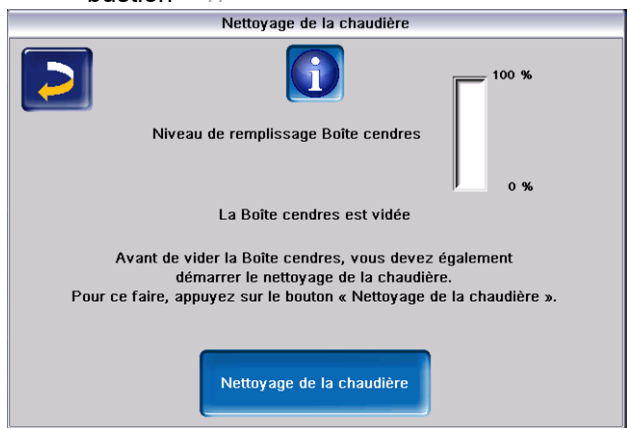 bustion
Nettoyage de la chaudière
100 %
Niveau de remplissage Boîte cendres
0 %
La Boîte cendres est vidée
Avant de vider la Boîte cendres, vous devez également
démarrer le nettoyage de la chaudière.
Pour ce faire, appuyez sur le bouton « Nettoyage de la chaudière ».
Nettoyage de la chaudière